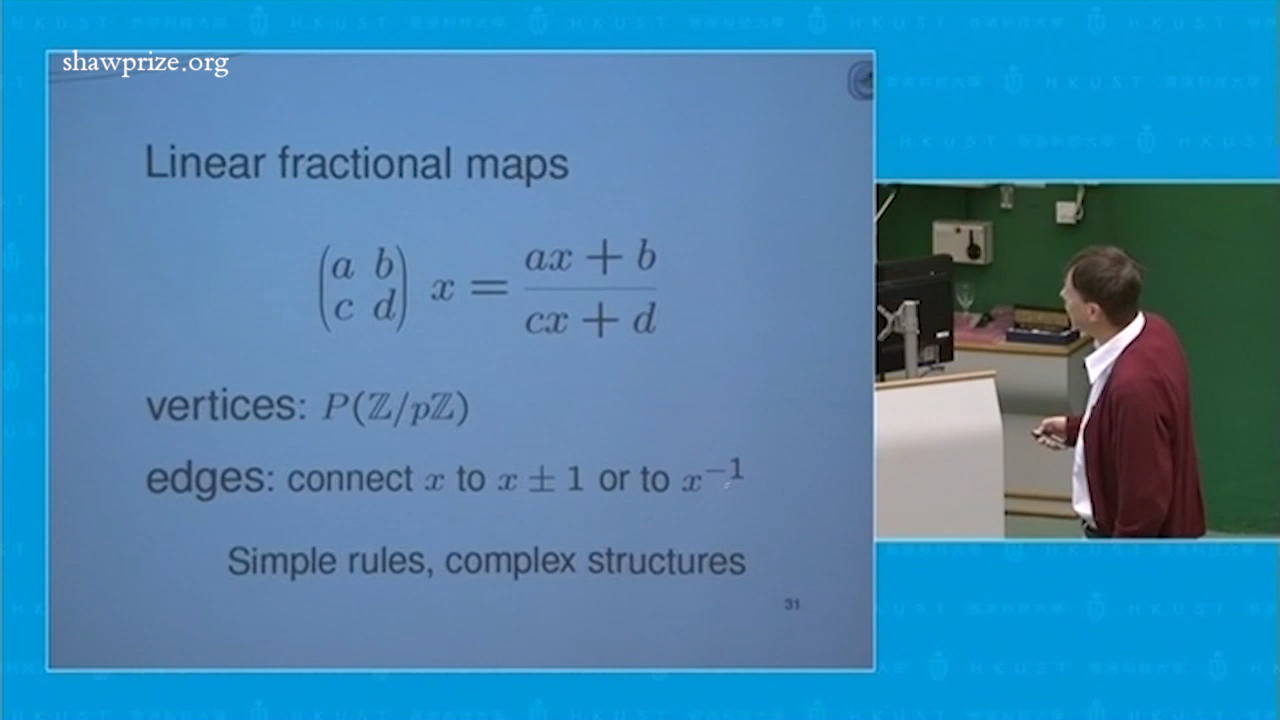 shawprize.org
Linear fractional maps
(a b
c d) x = ax + b / cx + d
vertices: P(ℤ/pℤ)
edges: connect x to x ± 1 or to x⁻¹
Simple rules, complex structures
31
HKUST